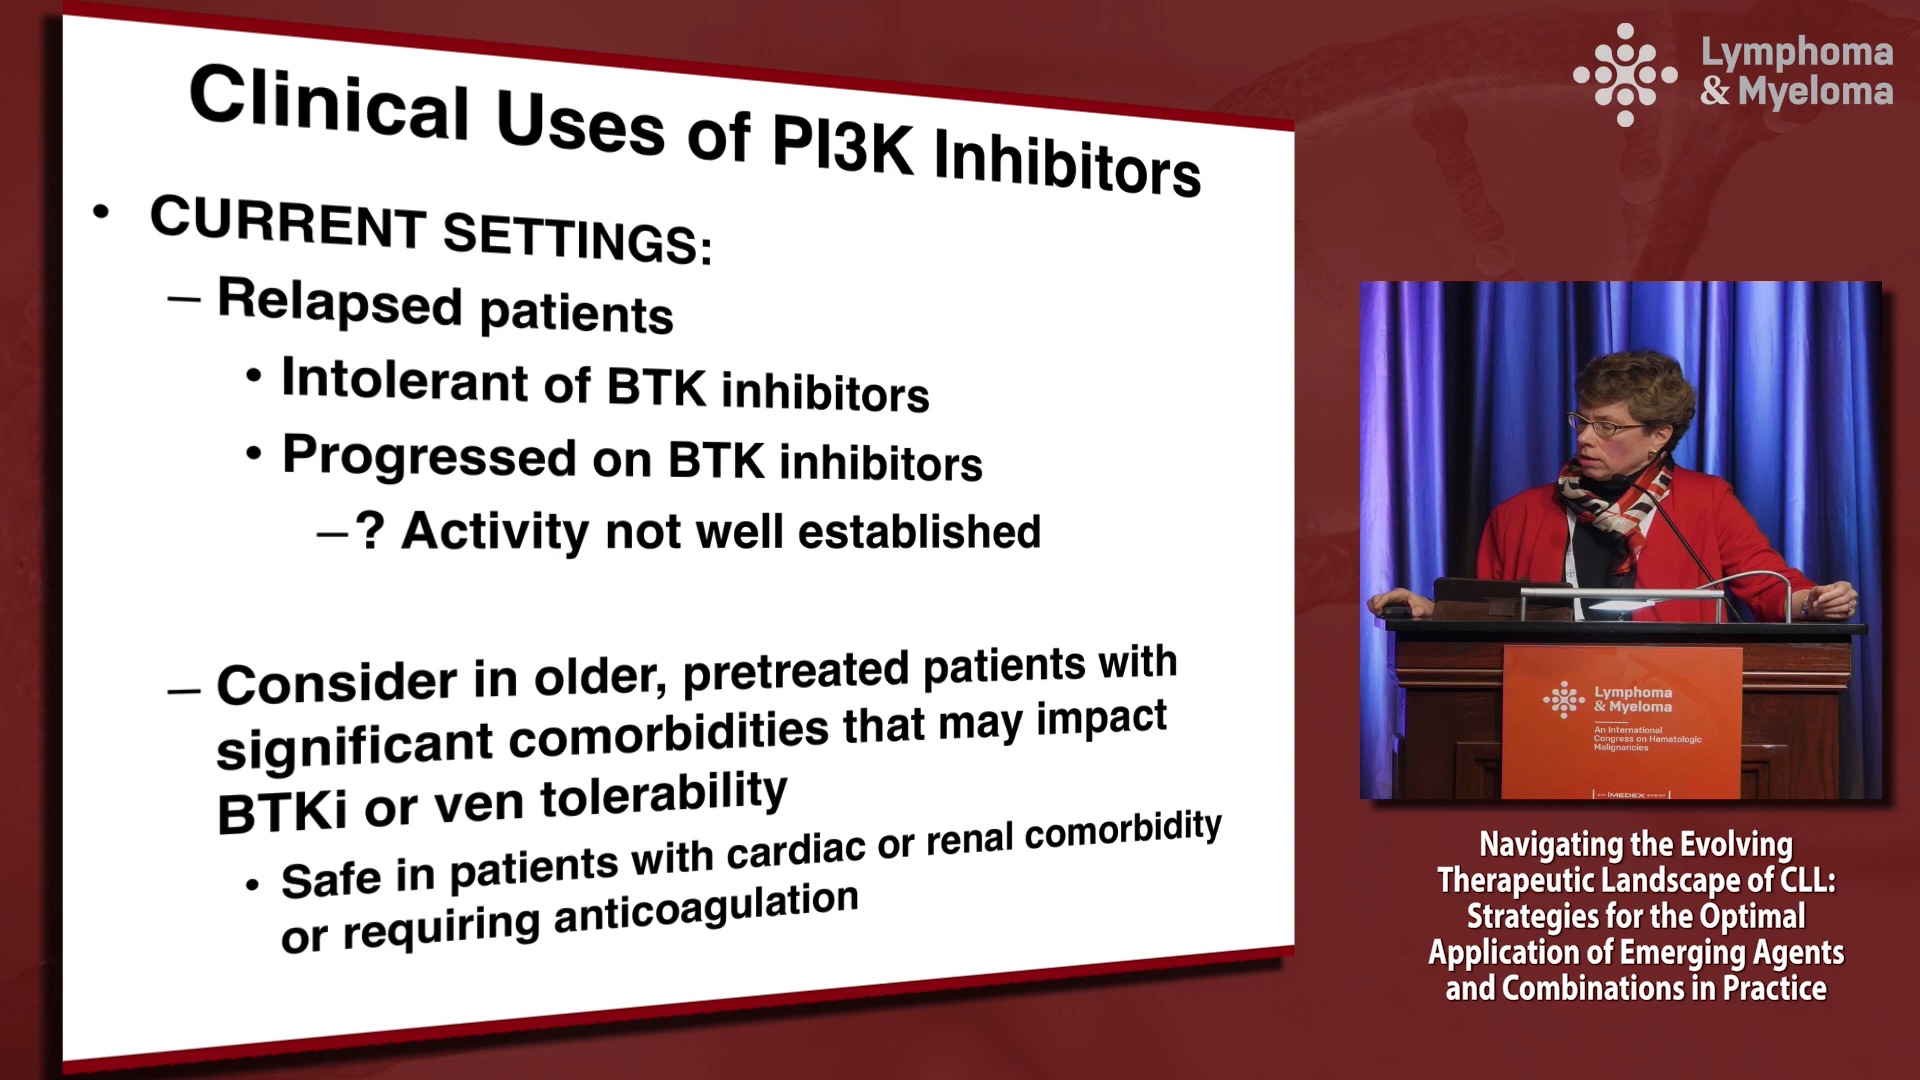 Clinical Uses of PI3K Inhibitors
• CURRENT SETTINGS:
– Relapsed patients
• Intolerant of BTK inhibitors
• Progressed on BTK inhibitors
–? Activity not well established
– Consider in older, pretreated patients with
significant comorbidities that may impact
BTKi or ven tolerability
• Safe in patients with cardiac or renal comorbidity
or requiring anticoagulation
Lymphoma
& Myeloma
Lymphoma
& Myeloma
An International
Congress on Hematologic
Malignancies
AN IMEDEX EVENT
Navigating the Evolving
Therapeutic Landscape of CLL:
Strategies for the Optimal
Application of Emerging Agents
and Combinations in Practice